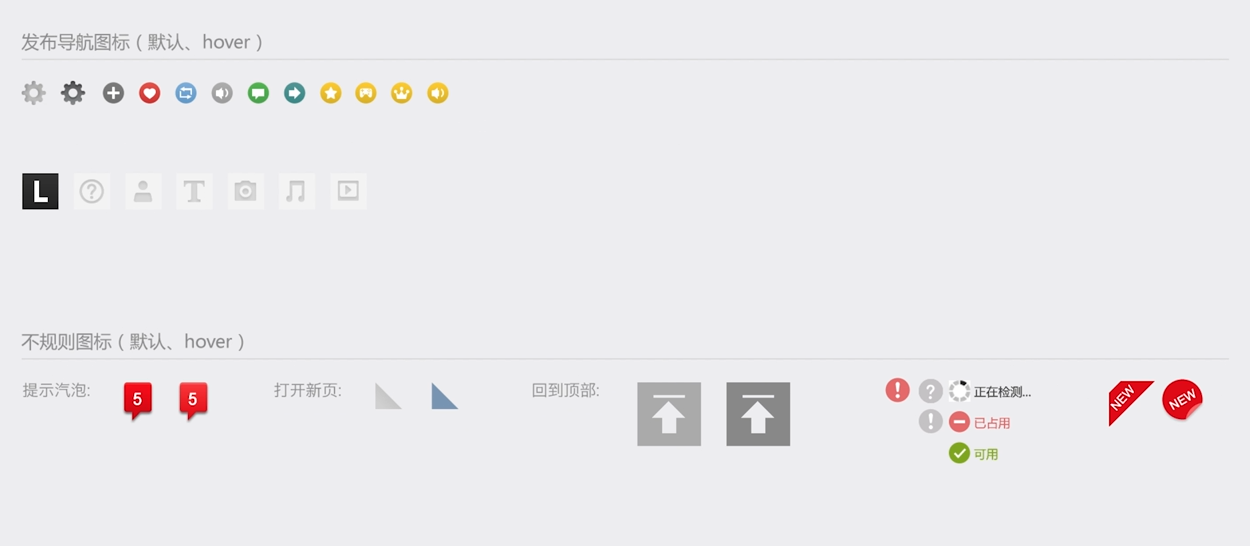 发布导航图标（默认、hover）
L
T
不规则图标（默认、hover）
提示汽泡: 5 5 打开新页: 回到顶部:
! ? 正在检测... NEW NEW
! 已占用
可用